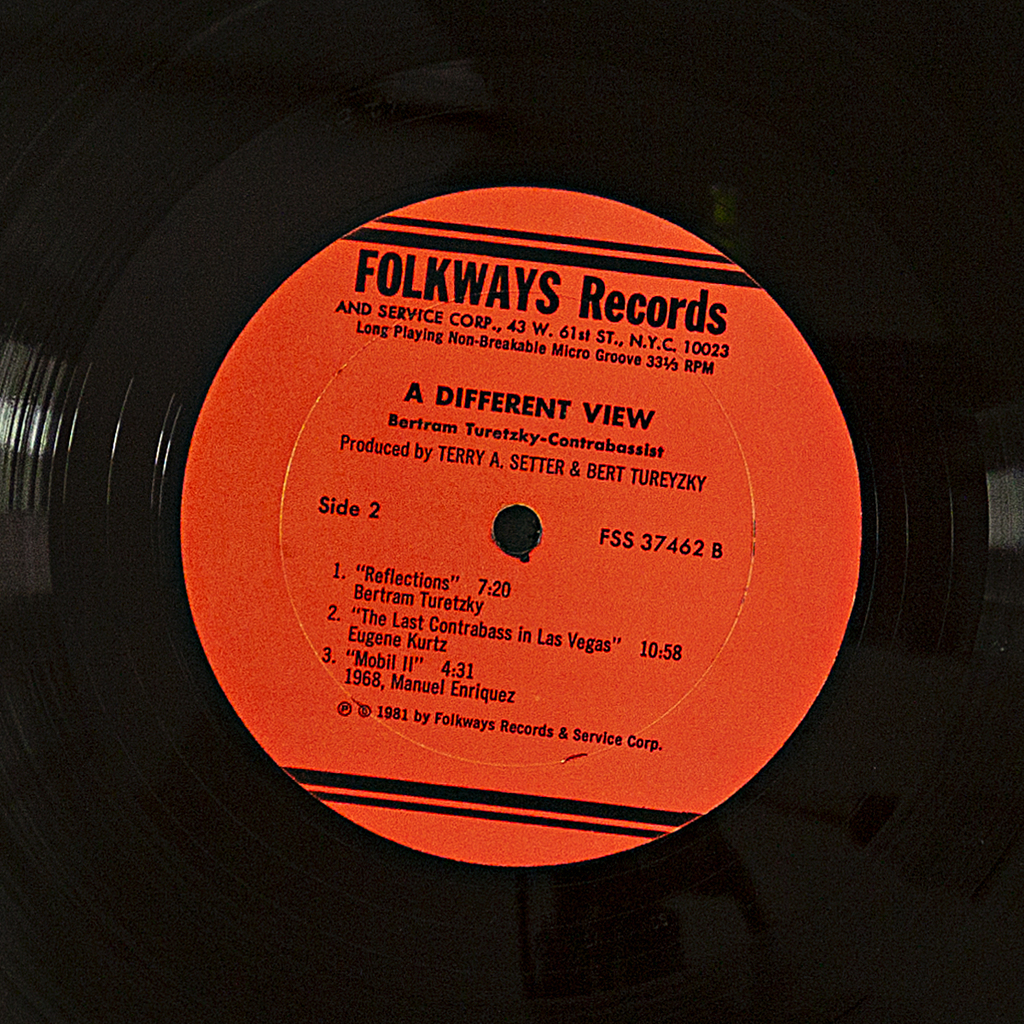 FOLKWAYS Records
AND SERVICE CORP., 43 W. 61st ST., N.Y.C. 10023
Long Playing Non-Breakable Micro Groove 33⅓ RPM
A DIFFERENT VIEW
Bertram Turetzky-Contrabassist
Produced by TERRY A. SETTER & BERT TUREYZKY
Side 2
FSS 37462 B
1. “Reflections” 7:20
Bertram Turetzky
2. “The Last Contrabass in Las Vegas” 10:58
Eugene Kurtz
3. “Mobil II” 4:31
1968, Manuel Enriquez
℗ © 1981 by Folkways Records & Service Corp.